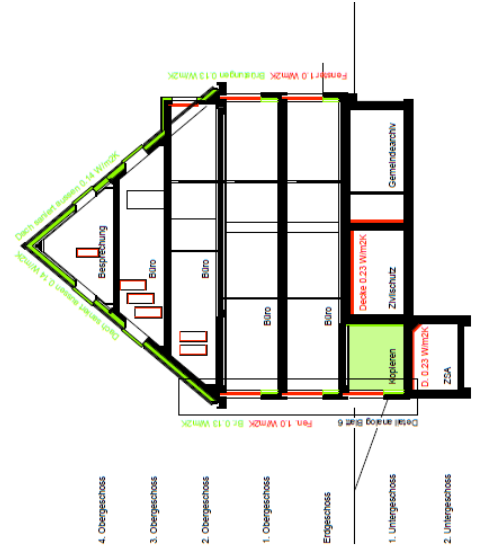 Dach saniert aussen 0.14 W/m2K
Dach saniert aussen 0.14 W/m2K
Brüstungen 0.13 W/m2K
Fenster 1.0 W/m2K
Br. 0.13 W/m2K
Fen. 1.0 W/m2K
Detail analog Blatt 6
Besprechung
Büro
Büro
Büro
Büro
Decke 0.23 W/m2K
Zivilschutz
Gemeindearchiv
Kopieren
D. 0.23 W/m2K
ZSA
4. Obergeschoss
3. Obergeschoss
2. Obergeschoss
1. Obergeschoss
Erdgeschoss
1. Untergeschoss
2. Untergeschoss